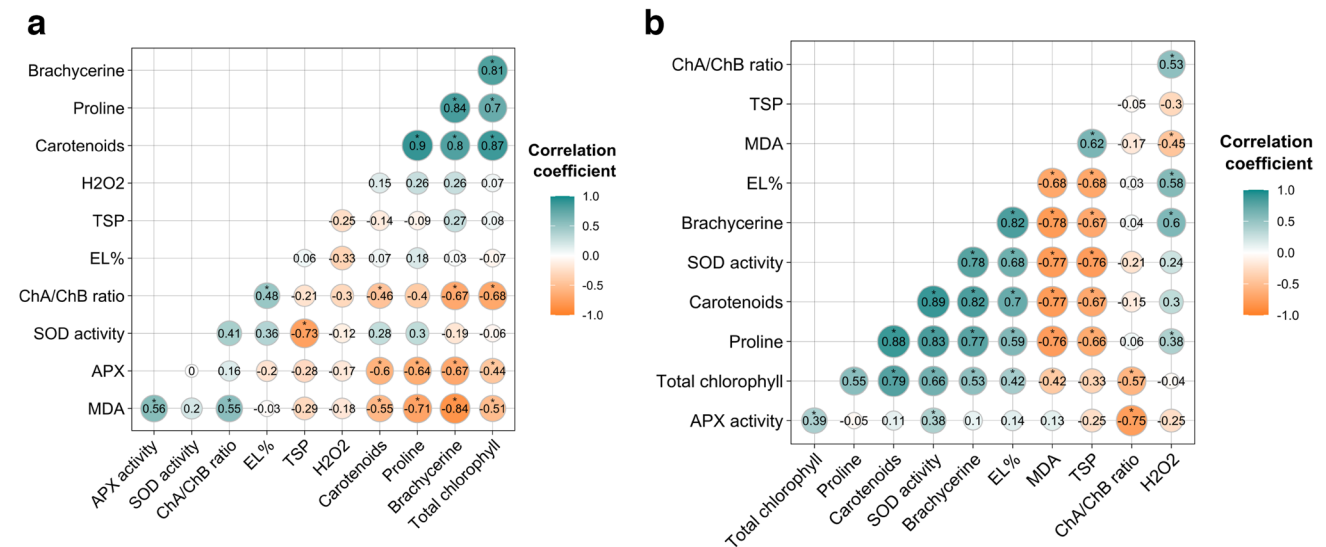 a
Brachycerine
*
0.81
Proline
* *
0.84 0.7
Carotenoids
* * *
0.9 0.8 0.87
H2O2
0.15 0.26 0.26 0.07
TSP
-0.25 -0.14 -0.09 0.27 0.08
EL%
0.06 -0.33 0.07 0.18 0.03 -0.07
ChA/ChB ratio
* * * *
0.48 -0.21 -0.3 -0.46 -0.4 -0.67 -0.68
SOD activity
*
0.41 0.36 -0.73 -0.12 0.28 0.3 -0.19 -0.06
APX
* * * *
0 0.16 -0.2 -0.28 -0.17 -0.6 -0.64 -0.67 -0.44
MDA
* * * * * *
0.56 0.2 0.55 -0.03 -0.29 -0.18 -0.55 -0.71 -0.84 -0.51
APX activity
SOD activity
ChA/ChB ratio
EL%
TSP
H2O2
Carotenoids
Proline
Brachycerine
Total chlorophyll
Correlation
coefficient
1.0
0.5
0.0
-0.5
-1.0
b
ChA/ChB ratio
*
0.53
TSP
-0.05 -0.3
MDA
* *
0.62 -0.17 -0.45
EL%
* * *
-0.68 -0.68 0.03 0.58
Brachycerine
* * * *
0.82 -0.78 -0.67 0.04 0.6
SOD activity
* * * *
0.78 0.68 -0.77 -0.76 -0.21 0.24
Carotenoids
* * * * *
0.89 0.82 0.7 -0.77 -0.67 -0.15 0.3
Proline
* * * * * * *
0.88 0.83 0.77 0.59 -0.76 -0.66 0.06 0.38
Total chlorophyll
* * * * * * *
0.55 0.79 0.66 0.53 0.42 -0.42 -0.33 -0.57 -0.04
APX activity
* * *
0.39 -0.05 0.11 0.38 0.1 0.14 0.13 -0.25 -0.75 -0.25
Total chlorophyll
Proline
Carotenoids
SOD activity
Brachycerine
EL%
MDA
TSP
ChA/ChB ratio
H2O2
Correlation
coefficient
1.0
0.5
0.0
-0.5
-1.0